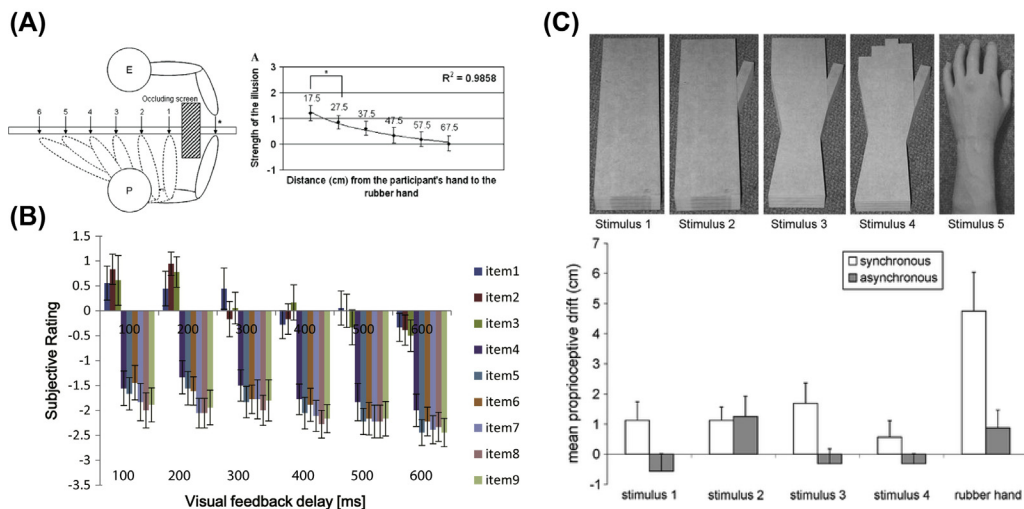 (A)
E
Occluding screen
6 5 4 3 2 1 *
P
A
Strength of the illusion
3
2
1
0
-1
*
R² = 0.9858
17.5
27.5
37.5
47.5
57.5
67.5
Distance (cm) from the participant's hand to the
rubber hand
(B)
Subjective Rating
1.5
1
0.5
0
-0.5
-1
-1.5
-2
-2.5
-3
-3.5
100 200 300 400 500 600
100 200 300 400 500 600
Visual feedback delay [ms]
item1
item2
item3
item4
item5
item6
item7
item8
item9
(C)
Stimulus 1 Stimulus 2 Stimulus 3 Stimulus 4 Stimulus 5
mean proprioceptive drift (cm)
7
6
5
4
3
2
1
0
-1
synchronous
asynchronous
stimulus 1 stimulus 2 stimulus 3 stimulus 4 rubber hand